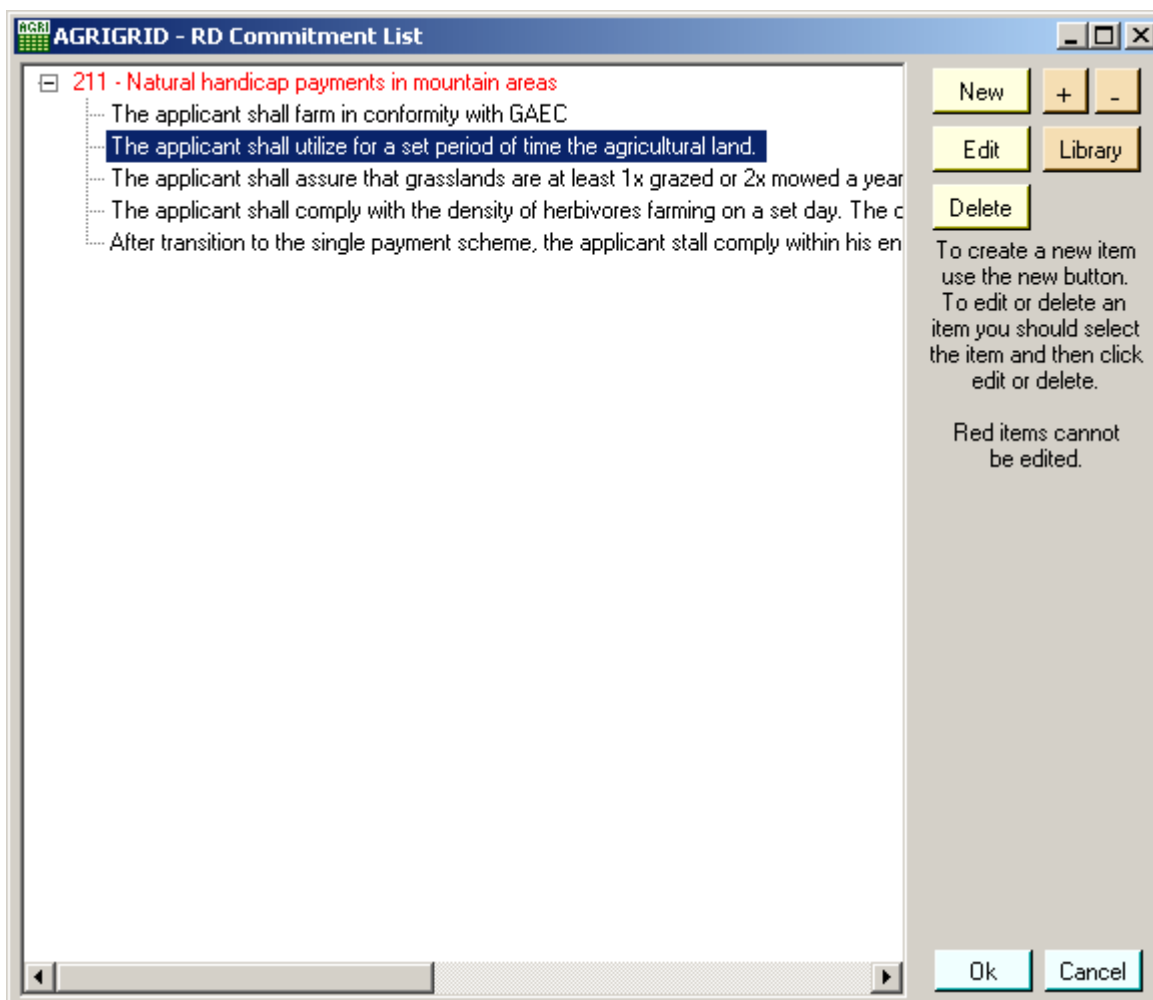 AGRI AGRIGRID - RD Commitment List
211 - Natural handicap payments in mountain areas
The applicant shall farm in conformity with GAEC
The applicant shall utilize for a set period of time the agricultural land.
The applicant shall assure that grasslands are at least 1x grazed or 2x mowed a year
The applicant shall comply with the density of herbivores farming on a set day. The c
After transition to the single payment scheme, the applicant stall comply within his en
New + -
Edit Library
Delete
To create a new item
use the new button.
To edit or delete an
item you should select
the item and then click
edit or delete.
Red items cannot
be edited.
Ok Cancel